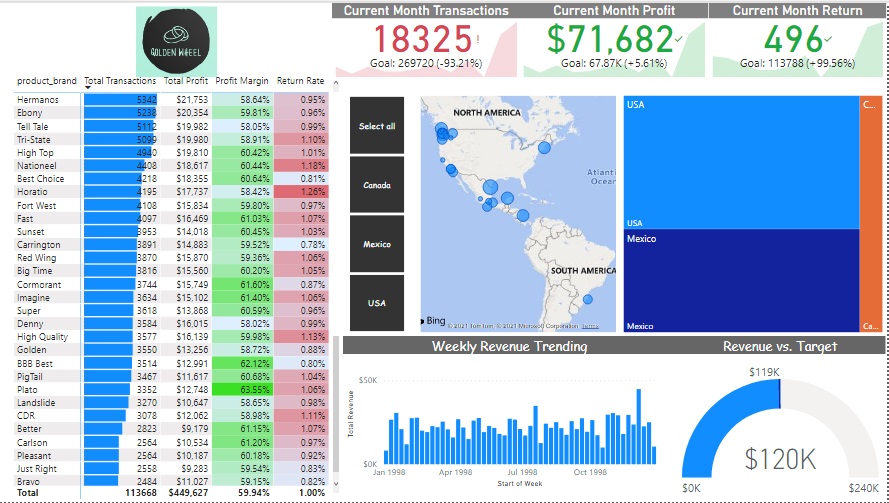 GOLDEN WHEEL
Current Month Transactions
18325!
Goal: 269720 (-93.21%)
Current Month Profit
$71,682✓
Goal: 67.87K (+5.61%)
Current Month Return
496✓
Goal: 113788 (+99.56%)
product_brand Total Transactions Total Profit Profit Margin Return Rate
Hermanos 5342 $21,753 58.64% 0.95%
Ebony 5238 $20,354 59.81% 0.96%
Tell Tale 5112 $19,982 58.05% 0.99%
Tri-State 5099 $19,980 58.91% 1.10%
High Top 4940 $19,810 60.42% 1.01%
Nationeel 4408 $18,617 60.44% 1.18%
Best Choice 4218 $18,355 60.64% 0.81%
Horatio 4195 $17,737 58.42% 1.26%
Fort West 4108 $15,834 59.80% 0.97%
Fast 4097 $16,469 61.03% 1.07%
Sunset 3953 $14,018 60.45% 1.03%
Carrington 3891 $14,883 59.52% 0.78%
Red Wing 3870 $15,870 59.36% 1.06%
Big Time 3816 $15,560 60.20% 1.05%
Cormorant 3744 $15,749 61.60% 0.87%
Imagine 3634 $15,102 61.40% 1.06%
Super 3618 $13,868 60.59% 0.96%
Denny 3584 $16,015 58.02% 0.99%
High Quality 3577 $16,139 59.98% 1.13%
Golden 3550 $13,256 58.72% 0.88%
BBB Best 3514 $12,991 62.12% 0.80%
PigTail 3467 $11,617 60.68% 1.04%
Plato 3352 $12,748 63.55% 1.06%
Landslide 3270 $10,647 58.65% 0.98%
CDR 3078 $12,062 58.98% 1.11%
Better 2823 $9,179 61.15% 1.07%
Carlson 2564 $10,534 61.20% 0.97%
Pleasant 2564 $10,187 60.18% 0.92%
Just Right 2558 $9,283 59.54% 0.83%
Bravo 2484 $11,027 59.15% 0.82%
Total 113668 $449,627 59.94% 1.00%
Select all
Canada
Mexico
USA
NORTH AMERICA
Atlanti
Ocean
SOUTH AMERICA
Bing
© 2021 TomTom, © 2021 Microsoft Corporation Terms
USA
USA
Mexico
Mexico
C...
Ca...
Weekly Revenue Trending
Total Revenue
$50K
$0K
Jan 1998 Apr 1998 Jul 1998 Oct 1998
Start of Week
Revenue vs. Target
$119K
$120K
$0K
$240K